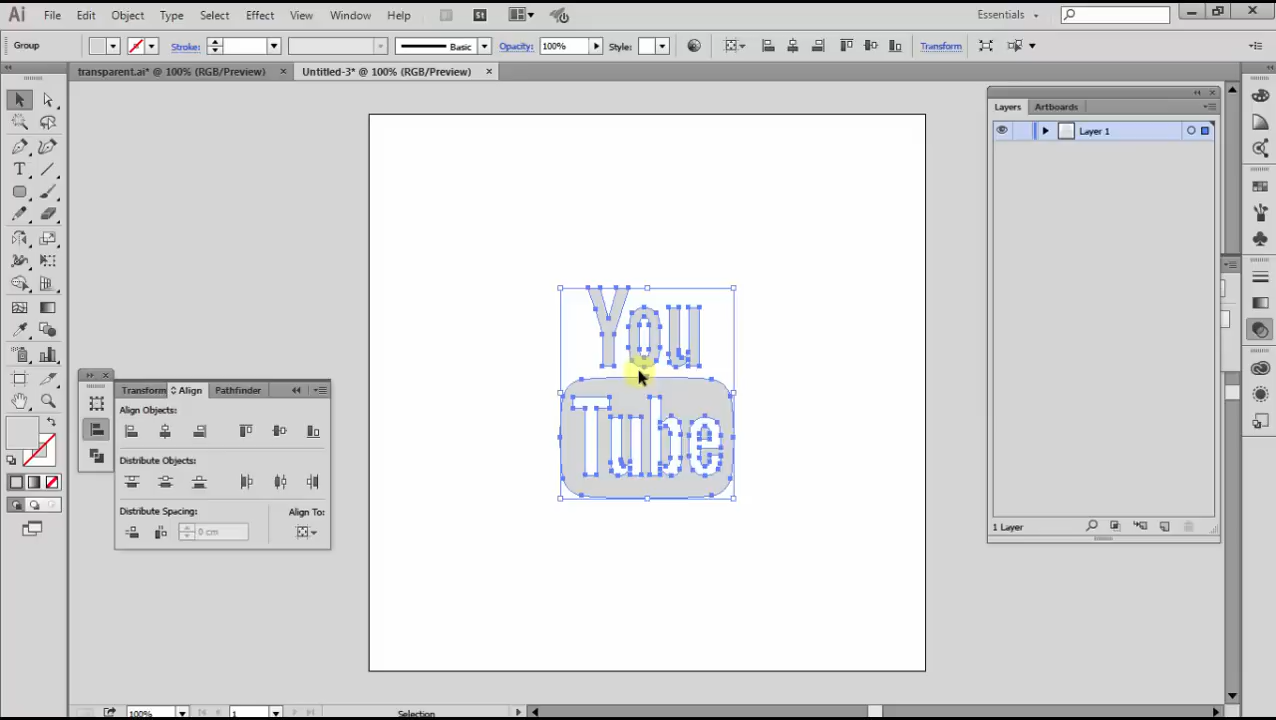 Ai File Edit Object Type Select Effect View Window Help St Essentials
Group Stroke: Basic Opacity: 100% Style: Transform
transparent.ai* @ 100% (RGB/Preview) × Untitled-3* @ 100% (RGB/Preview) ×
Layers Artboards
Layer 1
You
Tube
Transform Align Pathfinder
Align Objects:
Distribute Objects:
Distribute Spacing: Align To:
0 cm
1 Layer
100% 1 Selection